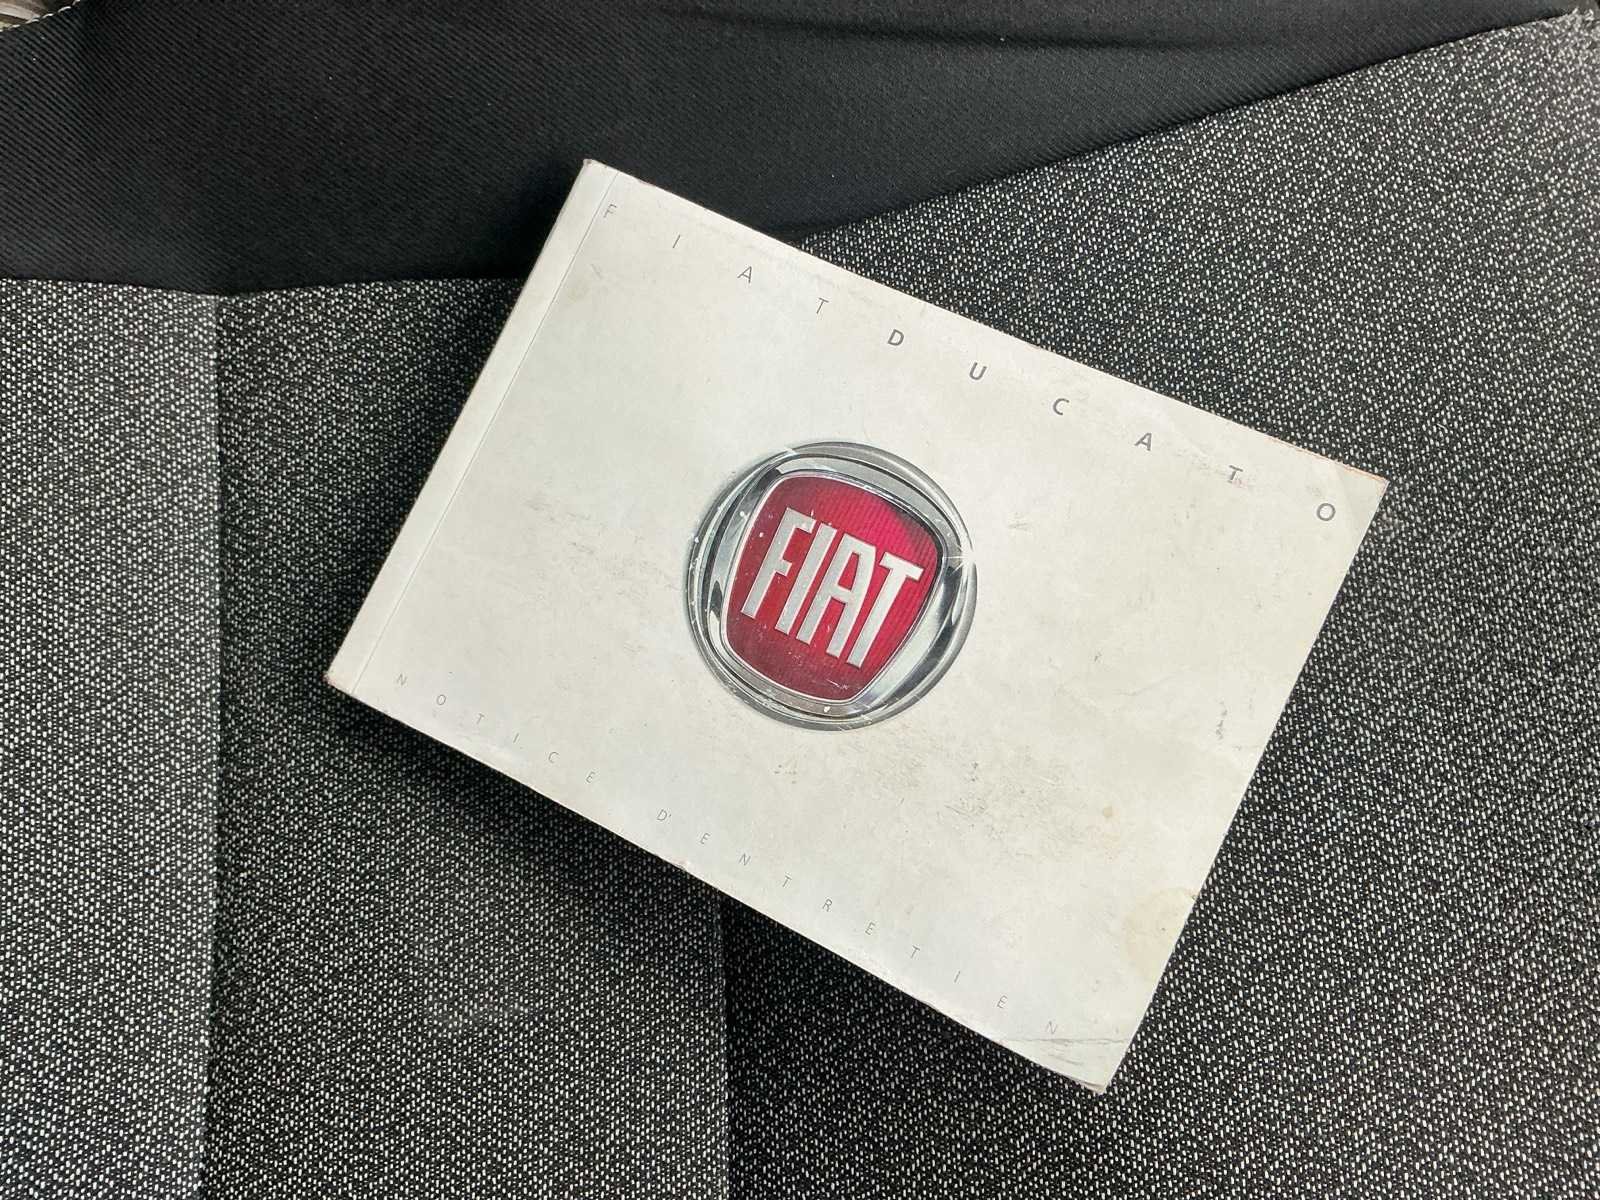 FIAT DUCATO
FIAT
NOTICE D'ENTRETIEN